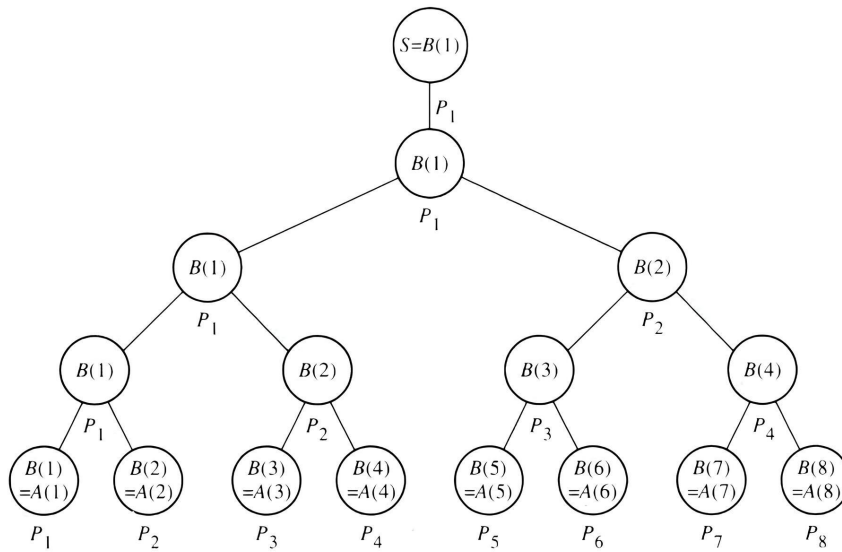 S=B(1)
P₁
B(1)
P₁
B(1) B(2)
P₁ P₂
B(1) B(2) B(3) B(4)
P₁ P₂ P₃ P₄
B(1) B(2) B(3) B(4) B(5) B(6) B(7) B(8)
=A(1) =A(2) =A(3) =A(4) =A(5) =A(6) =A(7) =A(8)
P₁ P₂ P₃ P₄ P₅ P₆ P₇ P₈